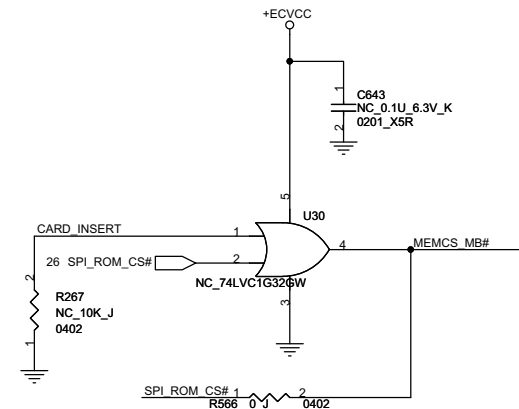 +ECVCC
1
C643
NC_0.1U_6.3V_K
0201_X5R
2
5
U30
CARD_INSERT
1
4
MEMCS_MB#
26 SPI_ROM_CS#
2
NC_74LVC1G32GW
3
2
R267
NC_10K_J
0402
1
SPI_ROM_CS# 1
2
R566 0_J 0402